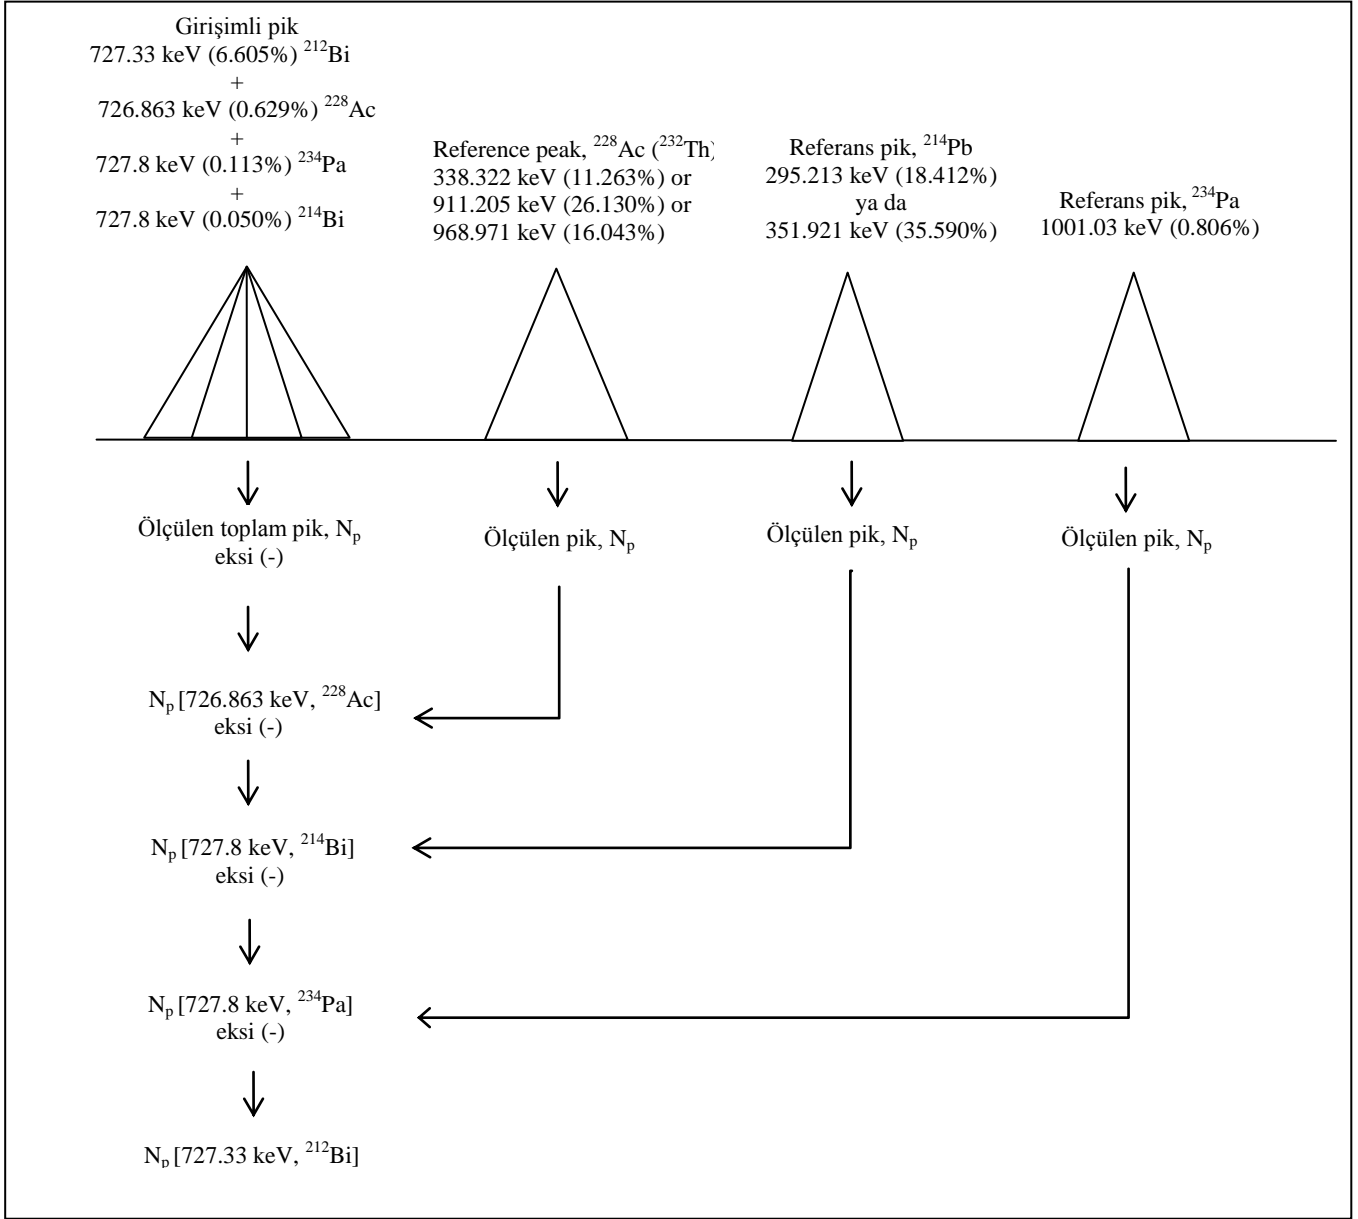 Girişimli pik
727.33 keV (6.605%) ²¹²Bi
+
726.863 keV (0.629%) ²²⁸Ac
+
727.8 keV (0.113%) ²³⁴Pa
+
727.8 keV (0.050%) ²¹⁴Bi
Reference peak, ²²⁸Ac (²³²Th)
338.322 keV (11.263%) or
911.205 keV (26.130%) or
968.971 keV (16.043%)
Referans pik, ²¹⁴Pb
295.213 keV (18.412%)
ya da
351.921 keV (35.590%)
Referans pik, ²³⁴Pa
1001.03 keV (0.806%)
Ölçülen toplam pik, Nₚ
eksi (-)
Ölçülen pik, Nₚ
Ölçülen pik, Nₚ
Ölçülen pik, Nₚ
Nₚ [726.863 keV, ²²⁸Ac]
eksi (-)
Nₚ [727.8 keV, ²¹⁴Bi]
eksi (-)
Nₚ [727.8 keV, ²³⁴Pa]
eksi (-)
Nₚ [727.33 keV, ²¹²Bi]